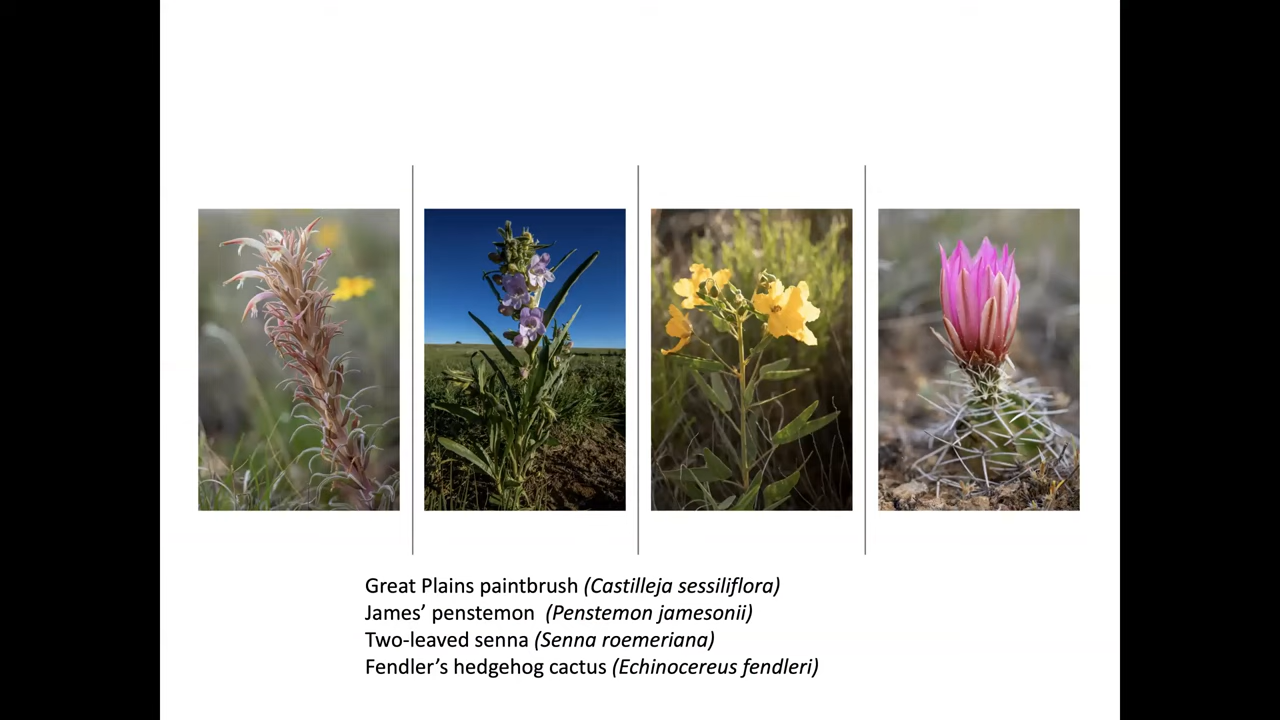 Great Plains paintbrush (Castilleja sessiliflora)
James’ penstemon (Penstemon jamesonii)
Two-leaved senna (Senna roemeriana)
Fendler’s hedgehog cactus (Echinocereus fendleri)